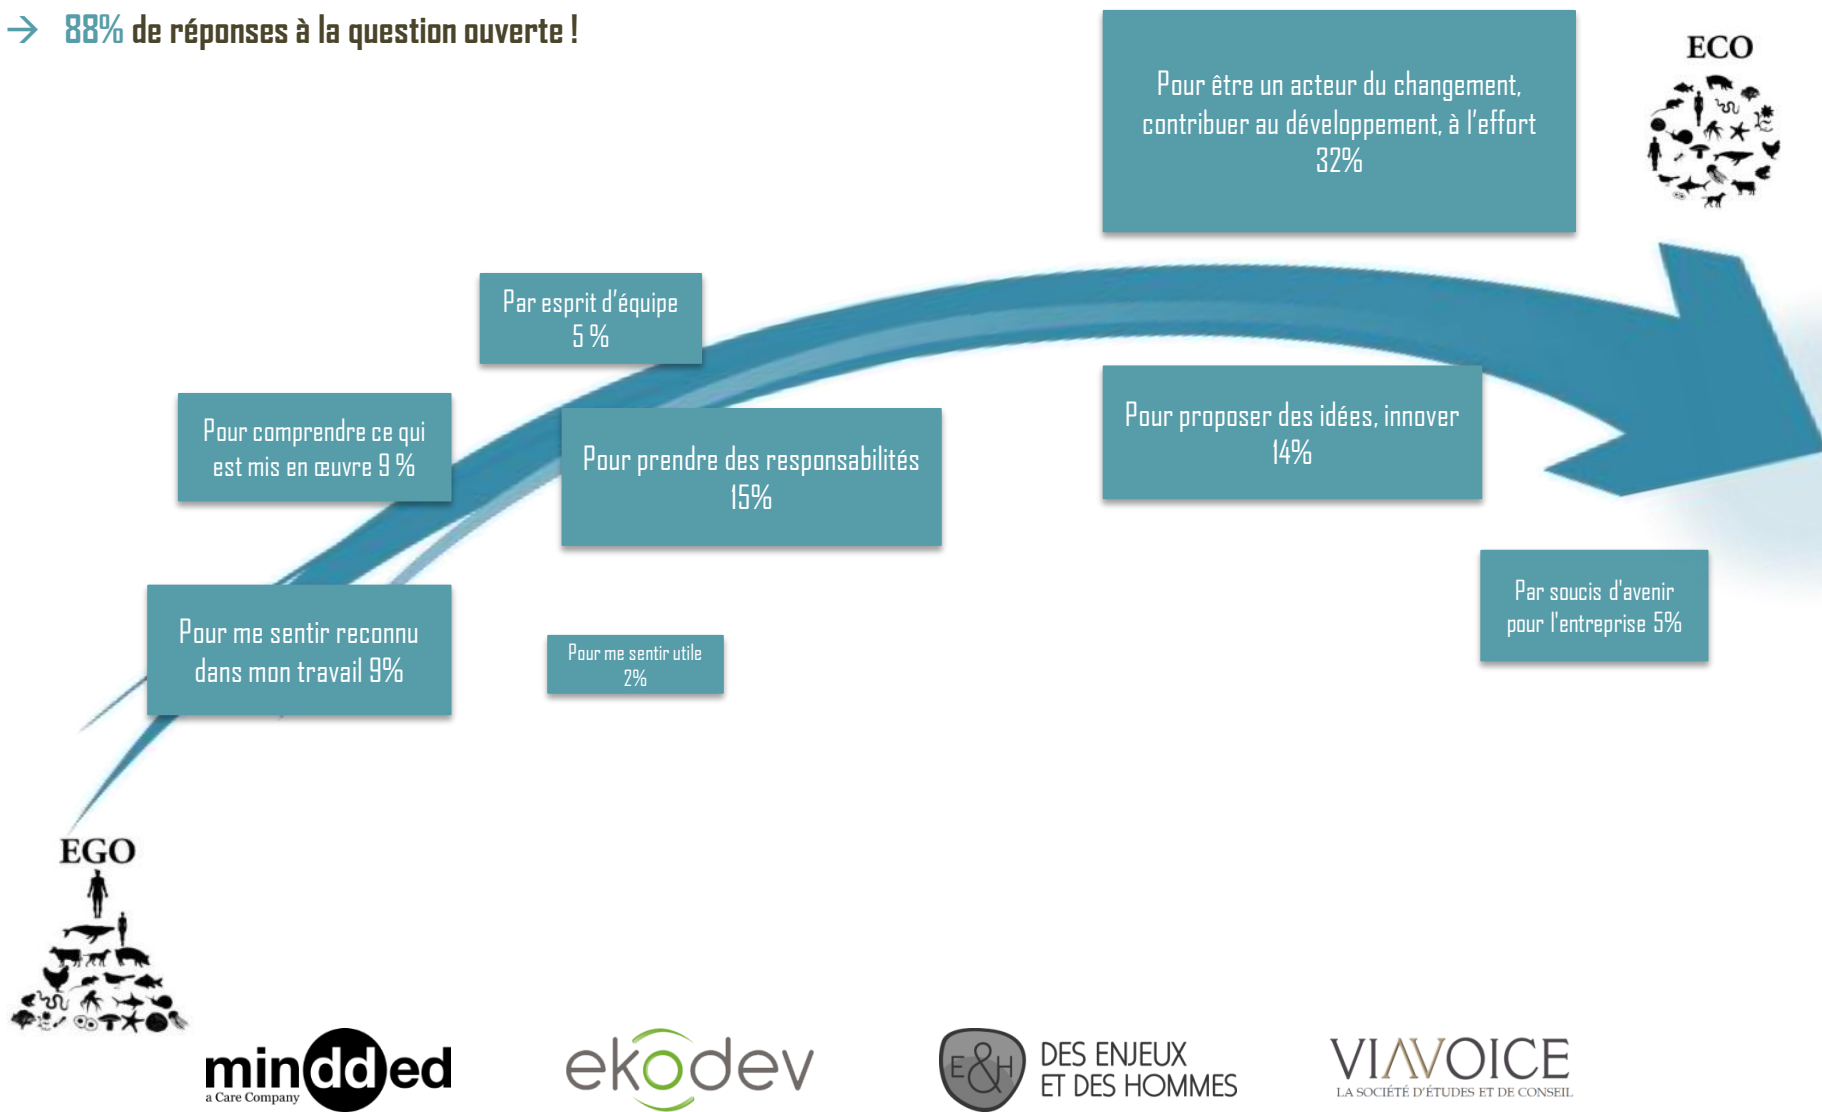 → 88% de réponses à la question ouverte !
Pour être un acteur du changement,
contribuer au développement, à l'effort
32%
ECO
Par esprit d'équipe
5 %
Pour comprendre ce qui
est mis en œuvre 9 %
Pour prendre des responsabilités
15%
Pour proposer des idées, innover
14%
Pour me sentir reconnu
dans mon travail 9%
Pour me sentir utile
2%
Par soucis d'avenir
pour l'entreprise 5%
EGO
mindded
a Care Company
ekodev
E&H
DES ENJEUX
ET DES HOMMES
VIAVOICE
LA SOCIÉTÉ D'ÉTUDES ET DE CONSEIL